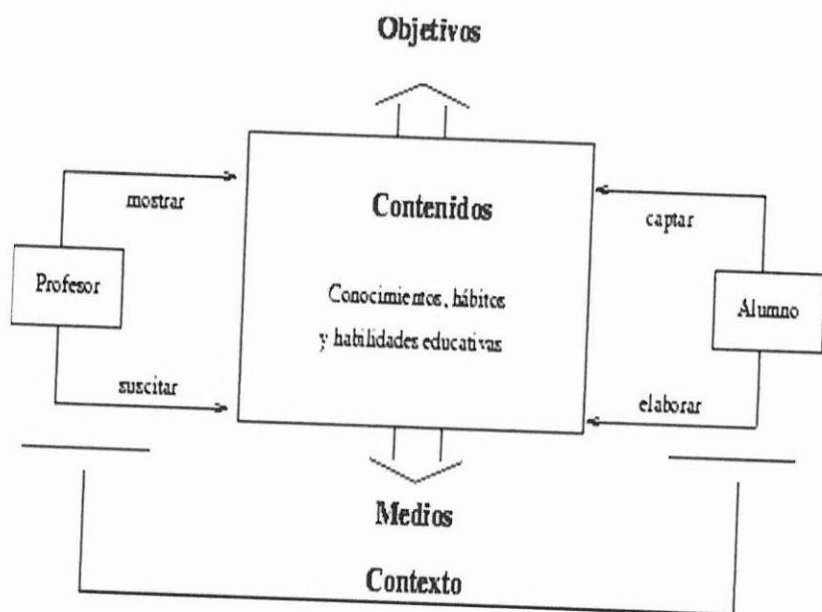 Objetivos
mostrar
Contenidos
captar
Profesor
Conocimientos, hábitos
y habilidades educativas
Alumno
suscitar
elaborar
Medios
Contexto